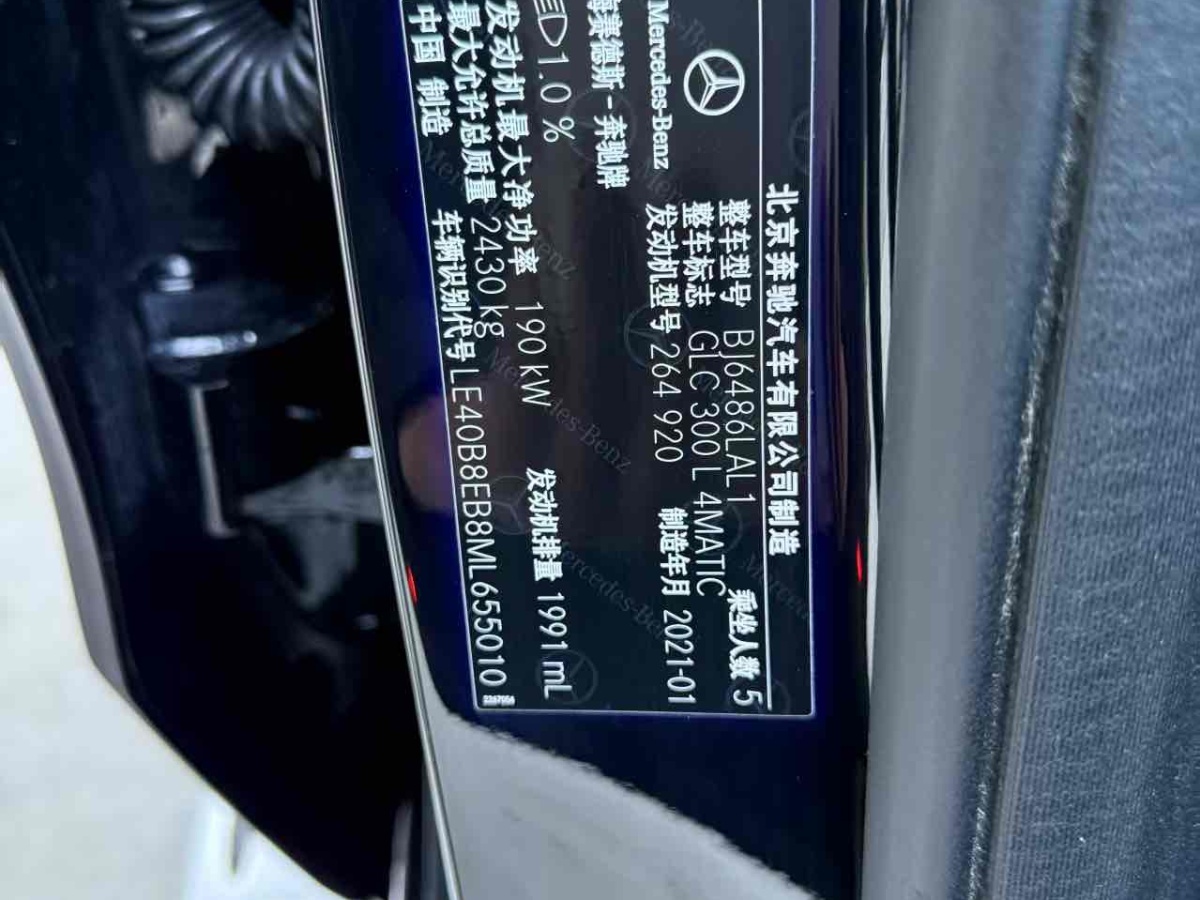 北京奔驰汽车有限公司制造
Mercedes-Benz
梅赛德斯-奔驰牌
整车型号 BJ6486LAL1 乘坐人数 5
整车标志 GLC 300 L 4MATIC
发动机型号 264 920 制造年月 2021-01
1.0 %
发动机最大净功率 190 kW 发动机排量 1991 mL
最大允许总质量 2430 kg
中国 制造 车辆识别代号 LE40B8EB8ML655010
2267056